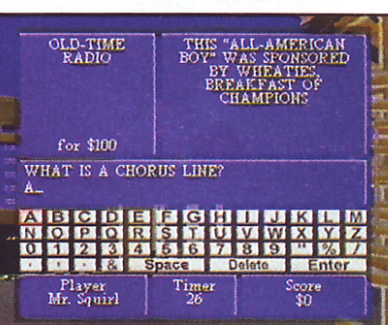 OLD-TIME
RADIO
for $100
THIS "ALL-AMERICAN
BOY" WAS SPONSORED
BY WHEATIES,
BREAKFAST OF
CHAMPIONS
WHAT IS A CHORUS LINE?
A_
A B C D E F G H I J K L M
N O P Q R S T U V W X Y Z
0 1 2 3 4 5 6 7 8 9 " % /
&
Space Delete Enter
Player
Mr. Squirl
Timer
26
Score
$0